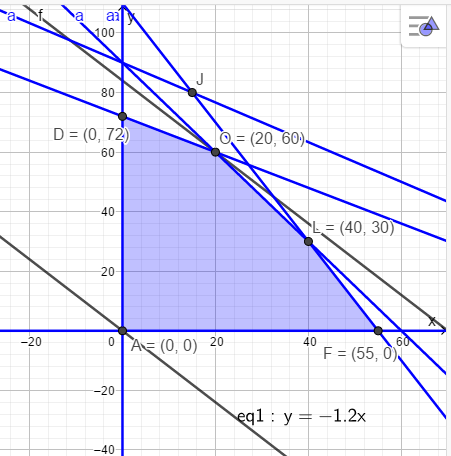 a f a a y
100
J
80
D = (0, 72)
O = (20, 60)
60
40
L = (40, 30)
20
x
−20 0 20 40 60
A = (0, 0)
F = (55, 0)
−20
eq1 : y = −1.2x
−40